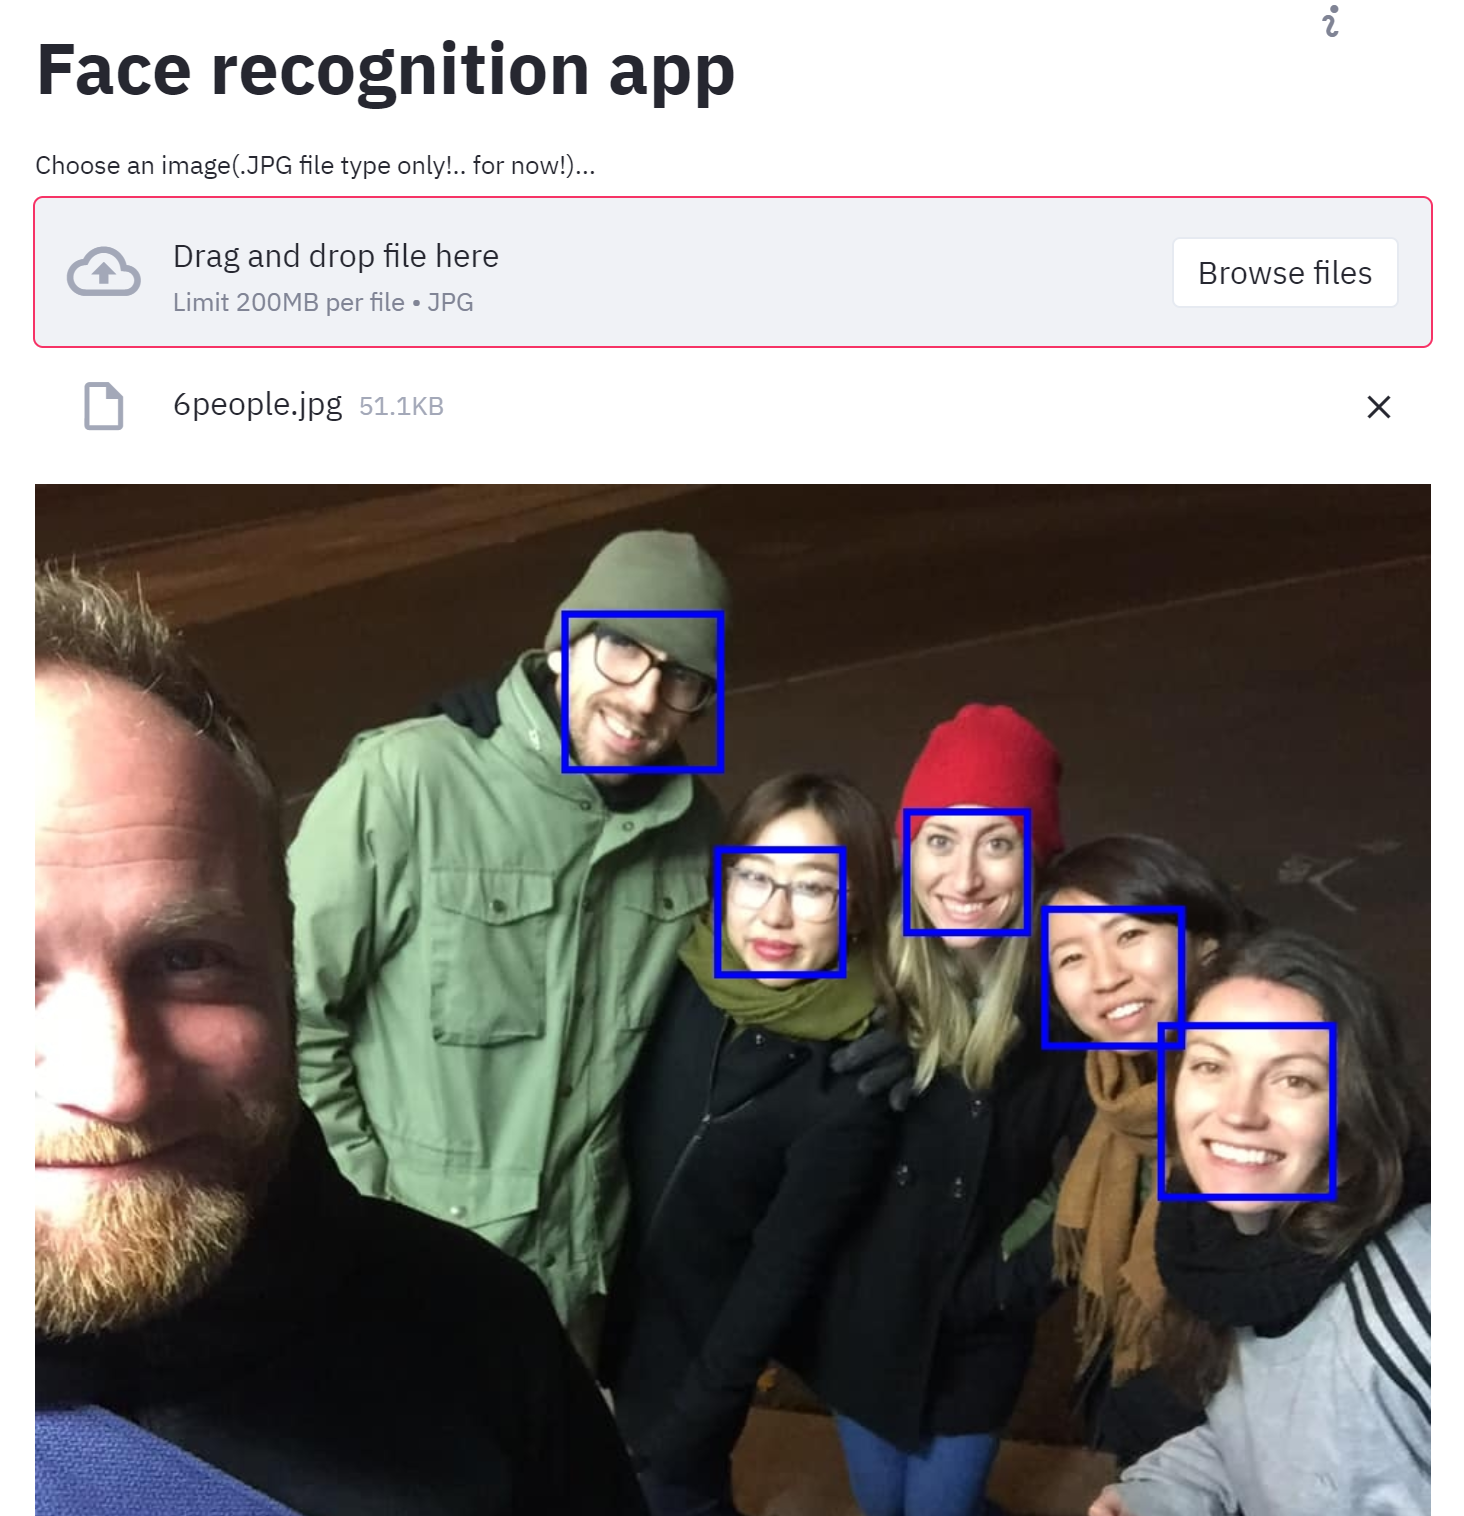 Face recognition app
Choose an image(.JPG file type only!.. for now!)...
Drag and drop file here
Limit 200MB per file • JPG
Browse files
6people.jpg 51.1KB